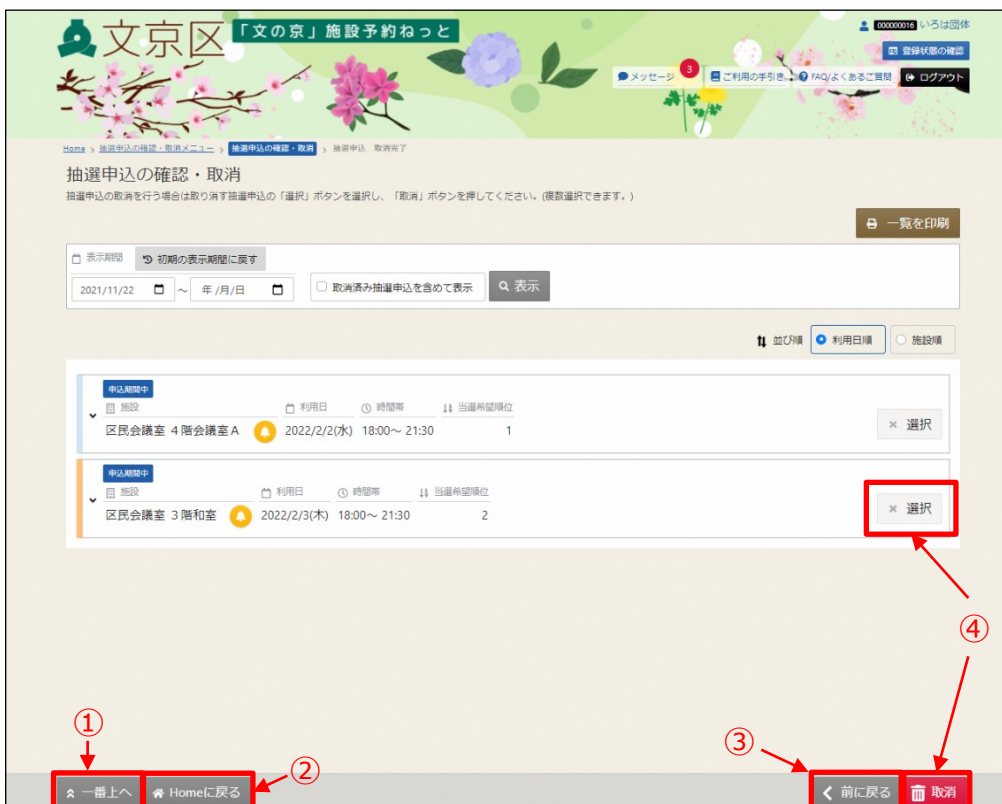 文京区 「文の京」施設予約ねっと
00000016 いろは団体
登録状態の確認
メッセージ 3 ご利用の手引き FAQ/よくあるご質問 ログアウト
Home > 抽選申込の確認・取消メニュー > 抽選申込の確認・取消 > 抽選申込 取消完了
抽選申込の確認・取消
抽選申込の取消を行う場合は取り消す抽選申込の「選択」ボタンを選択し、「取消」ボタンを押してください。(複数選択できます。)
一覧を印刷
表示期間 初期の表示期間に戻す
2021/11/22 ～ 年/月/日 取消済み抽選申込を含めて表示 表示
並び順 利用日順 施設順
申込期間中
施設 利用日 時間帯 当選希望順位
区民会議室 4階会議室A 2022/2/2(水) 18:00～ 21:30 1
× 選択
申込期間中
施設 利用日 時間帯 当選希望順位
区民会議室 3階和室 2022/2/3(木) 18:00～ 21:30 2
× 選択
④
①
②
③
一番上へ Homeに戻る 前に戻る 取消